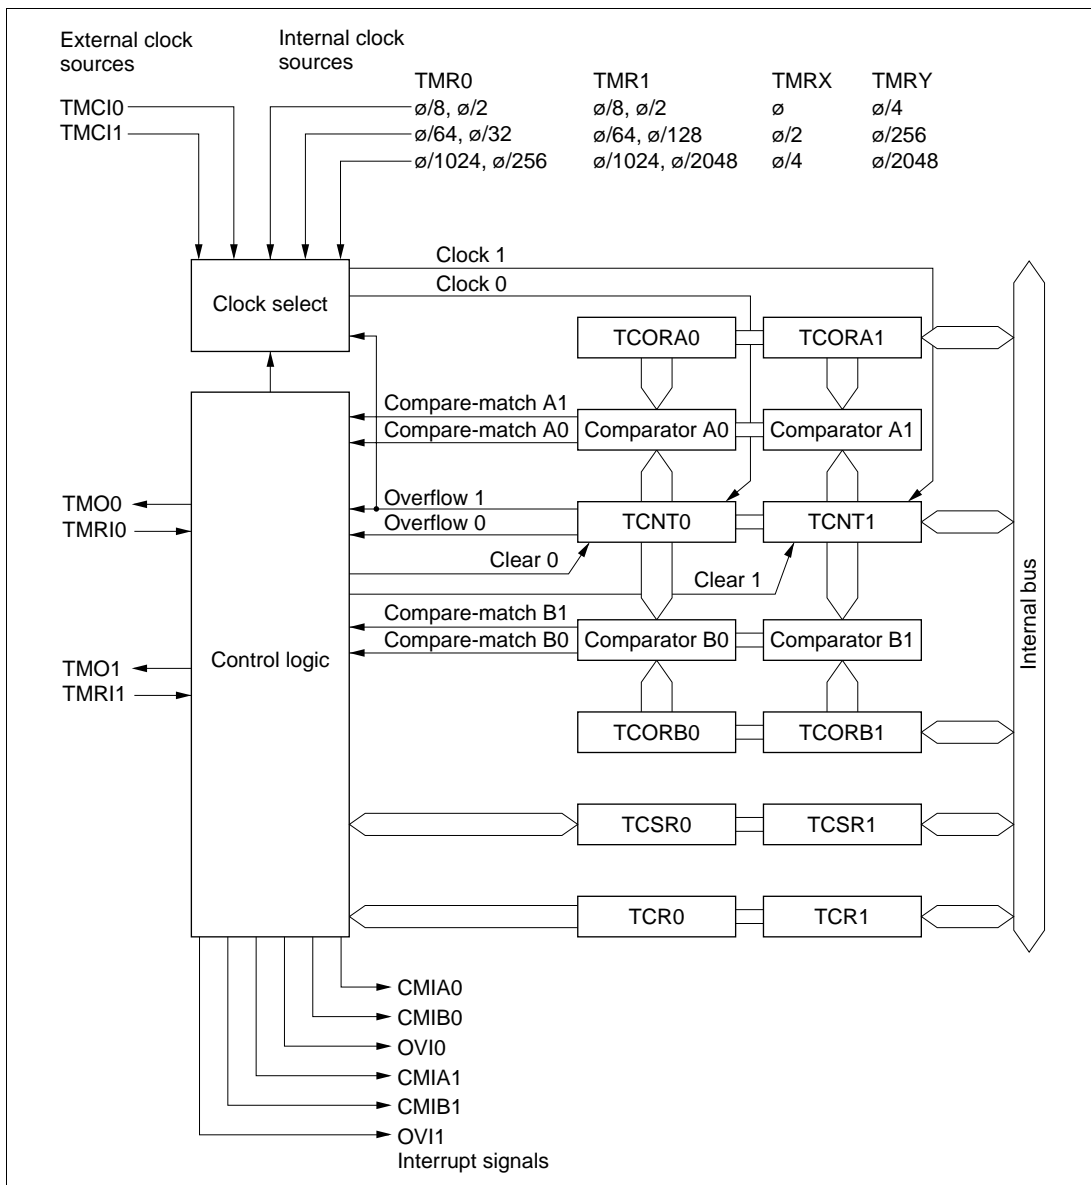 External clock
sources
Internal clock
sources
TMR0 TMR1 TMRX TMRY
TMCI0 ø/8, ø/2 ø/8, ø/2 ø ø/4
TMCI1 ø/64, ø/32 ø/64, ø/128 ø/2 ø/256
ø/1024, ø/256 ø/1024, ø/2048 ø/4 ø/2048
Clock 1
Clock 0
Clock select
TCORA0 TCORA1
Compare-match A1
Compare-match A0
Comparator A0 Comparator A1
TMO0
TMRI0
Overflow 1
Overflow 0
TCNT0 TCNT1
Clear 0
Clear 1
Internal bus
Compare-match B1
Compare-match B0
Comparator B0 Comparator B1
Control logic
TMO1
TMRI1
TCORB0 TCORB1
TCSR0 TCSR1
TCR0 TCR1
CMIA0
CMIB0
OVI0
CMIA1
CMIB1
OVI1
Interrupt signals